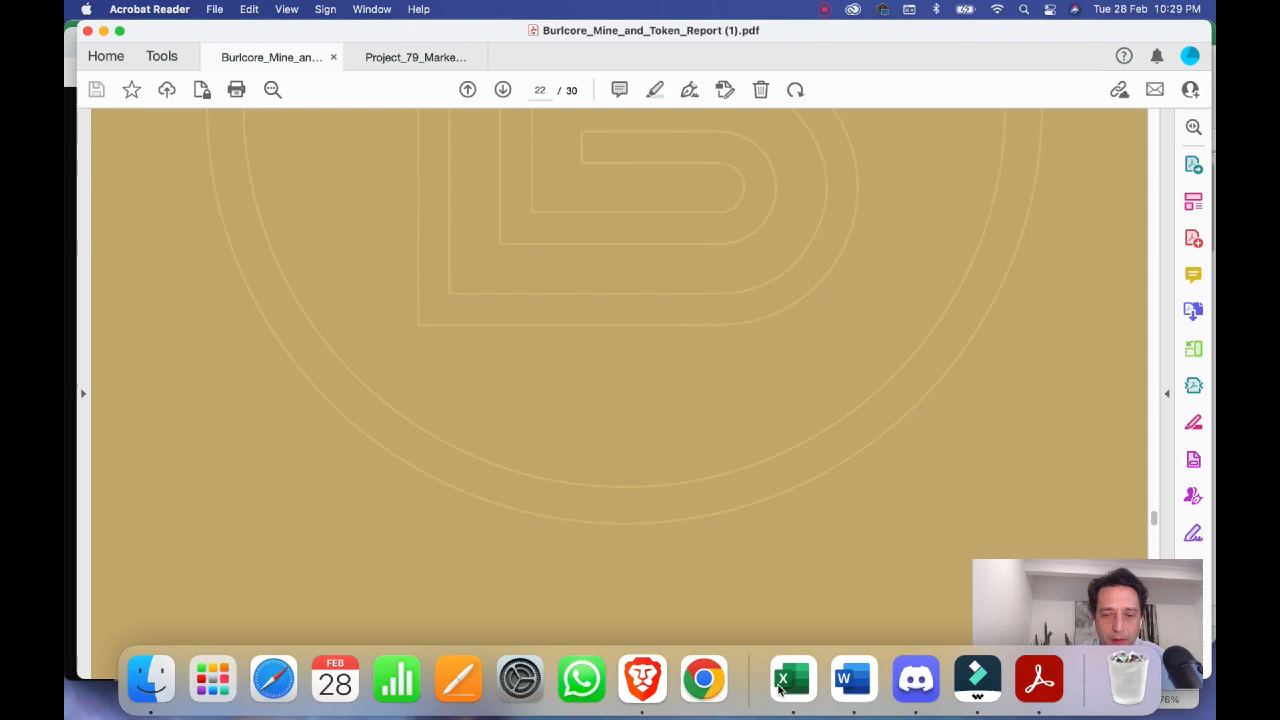 Acrobat Reader File Edit View Sign Window Help Tue 28 Feb 10:29 PM
Burlcore_Mine_and_Token_Report (1).pdf
Home Tools Burlcore_Mine_an... × Project_79_Marke...
22 / 30
FEB
28
76%